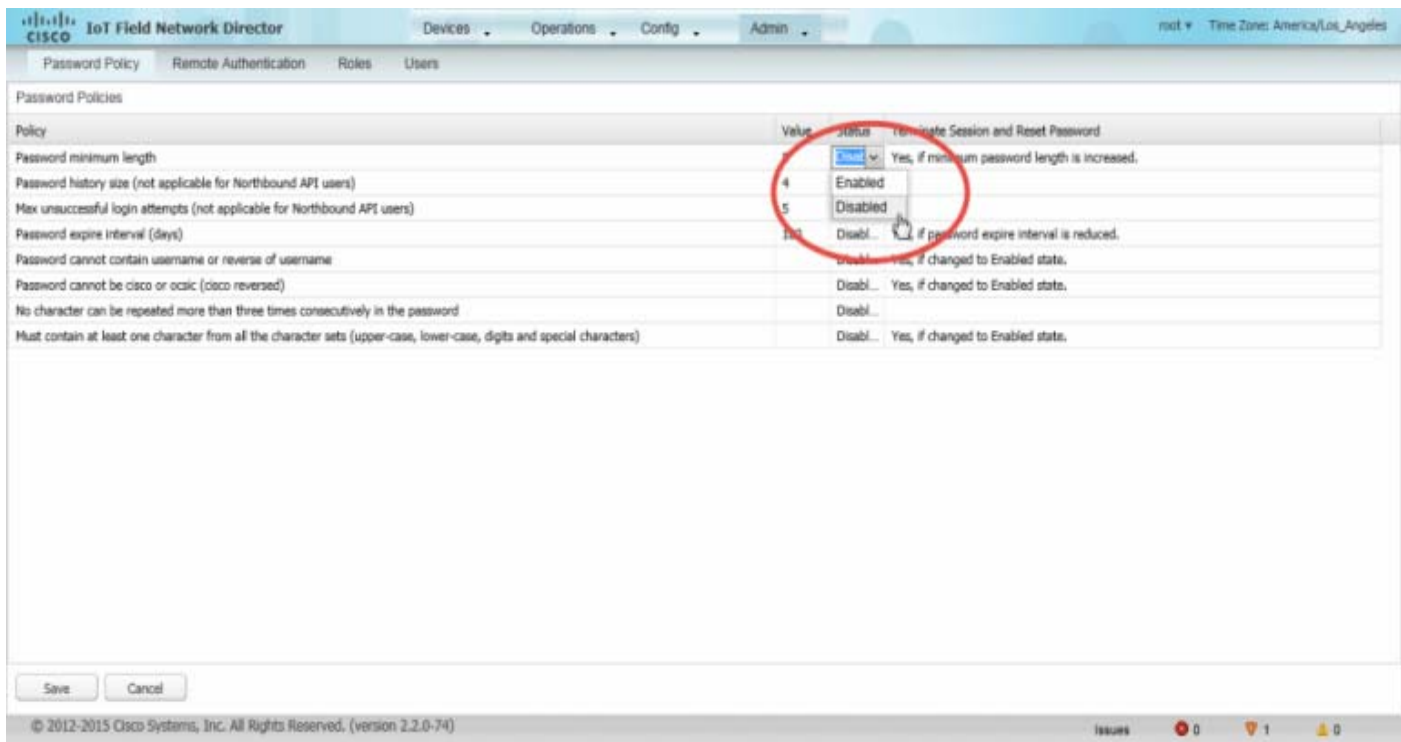 CISCO IoT Field Network Director Devices Operations Config Admin root Time Zone: America/Los_Angeles
Password Policy Remote Authentication Roles Users
Password Policies
Policy Value Status Terminate Session and Reset Password
Password minimum length Yes, if minimum password length is increased.
Password history size (not applicable for Northbound API users) 4 Enabled
Max unsuccessful login attempts (not applicable for Northbound API users) 5 Disabled
Password expire interval (days) Disabl... if password expire interval is reduced.
Password cannot contain username or reverse of username Disabl... Yes, if changed to Enabled state.
Password cannot be cisco or ocsic (cisco reversed) Disabl... Yes, if changed to Enabled state.
No character can be repeated more than three times consecutively in the password Disabl...
Must contain at least one character from all the character sets (upper-case, lower-case, digits and special characters) Disabl... Yes, if changed to Enabled state.
Save Cancel
© 2012-2015 Cisco Systems, Inc. All Rights Reserved. (version 2.2.0-74) Issues 0 1 0